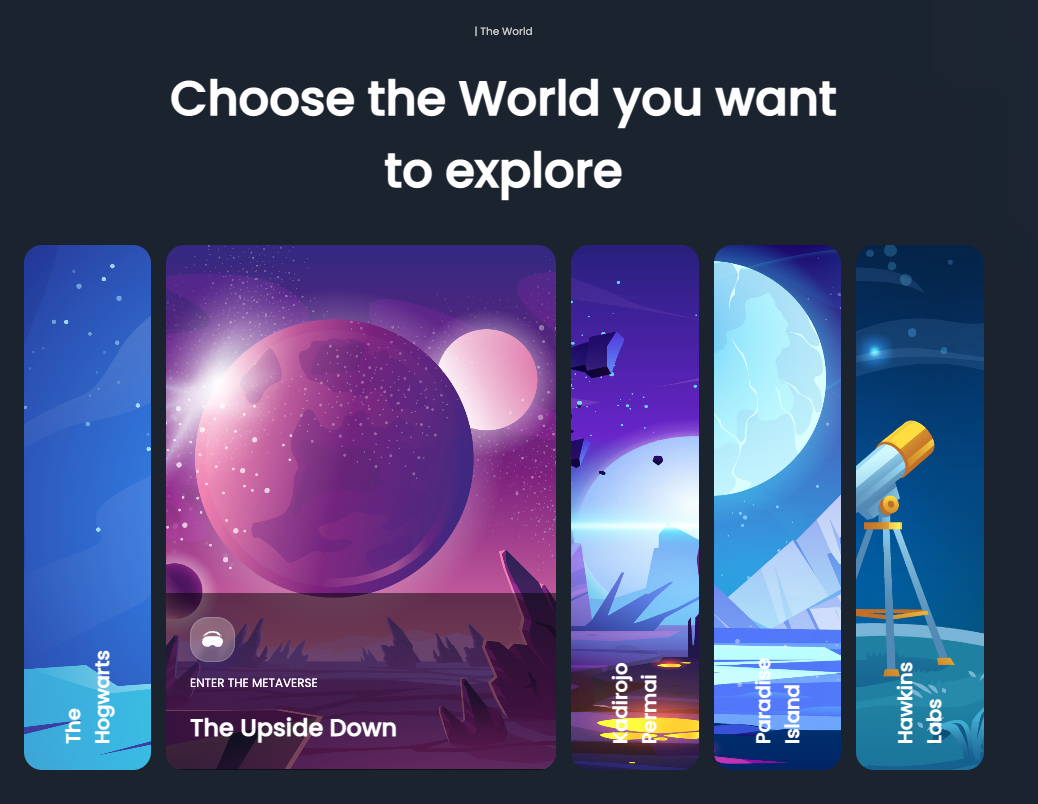 | The World
Choose the World you want
to explore
The
Hogwarts
ENTER THE METAVERSE
The Upside Down
Kadirojo
Permai
Paradise
Island
Hawkins
Labs